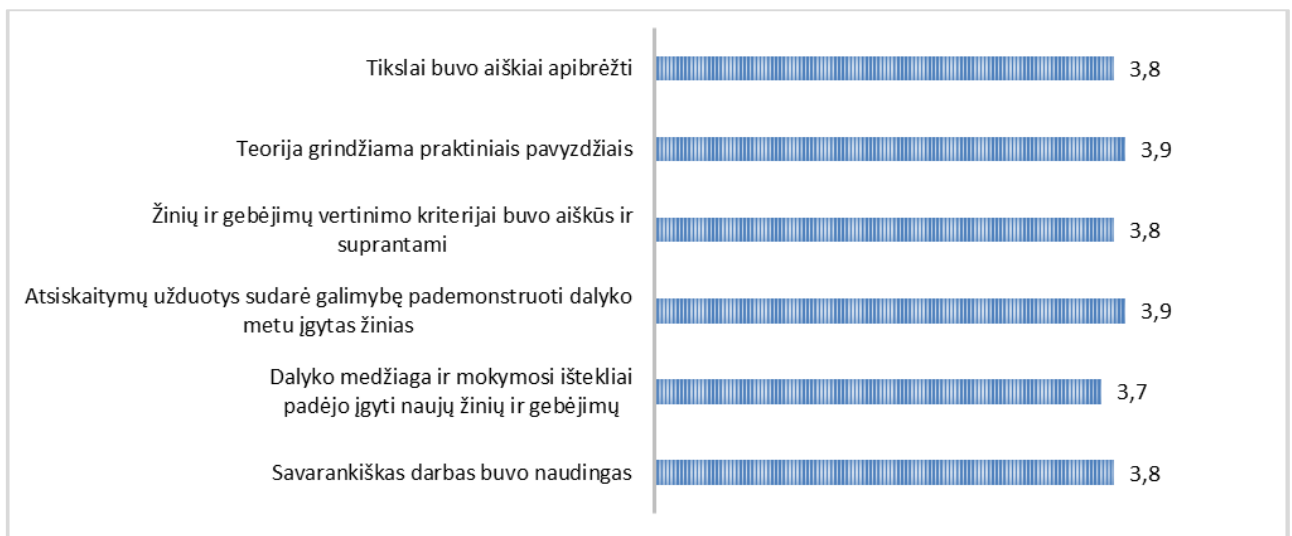 Tikslai buvo aiškiai apibrėžti
3,8
Teorija grindžiama praktiniais pavyzdžiais
3,9
Žinių ir gebėjimų vertinimo kriterijai buvo aiškūs ir
suprantami
3,8
Atsiskaitymų užduotys sudarė galimybę pademonstruoti dalyko
metu įgytas žinias
3,9
Dalyko medžiaga ir mokymosi ištekliai
padėjo įgyti naujų žinių ir gebėjimų
3,7
Savarankiškas darbas buvo naudingas
3,8